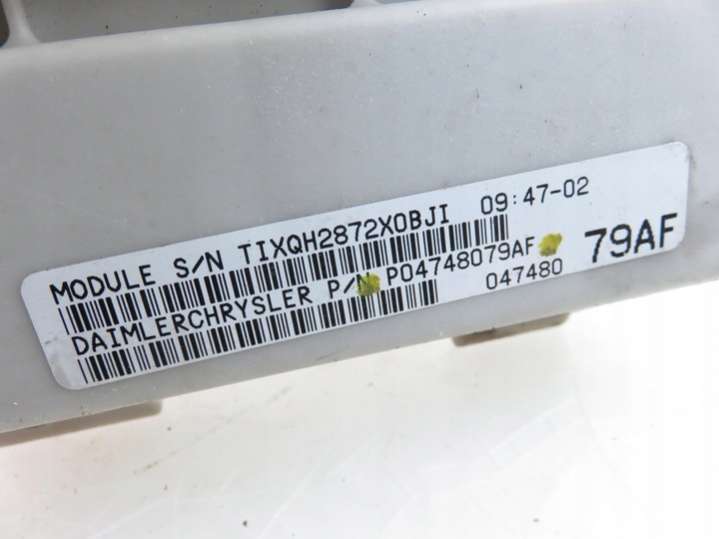 MODULE S/N TIXQH2872X0BJI 09:47-02
DAIMLERCHRYSLER P/N P04748079AF
047480
79AF